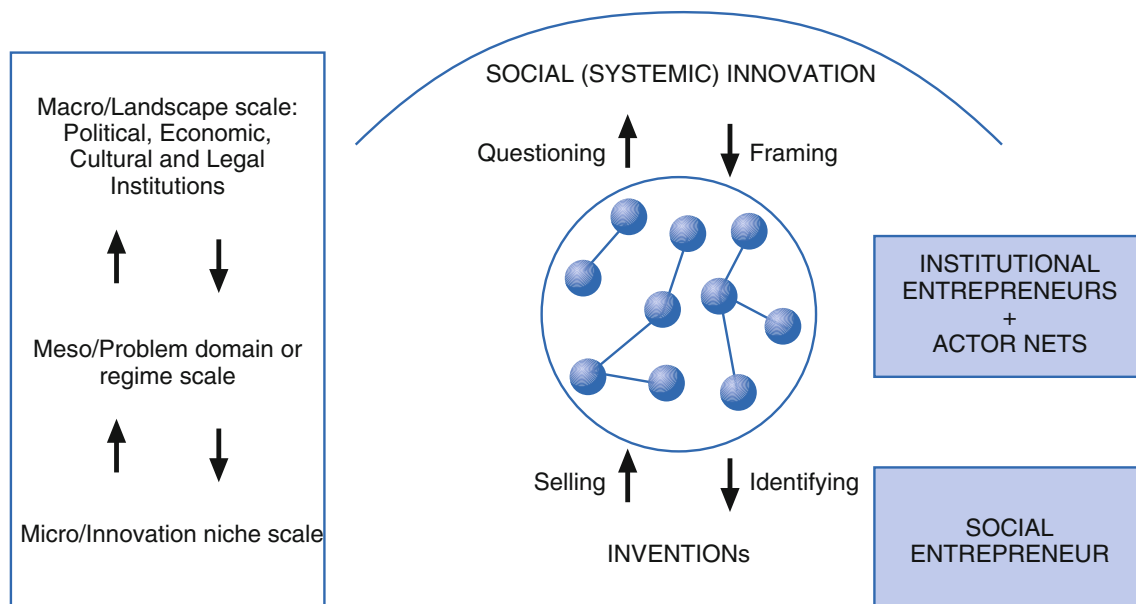 Macro/Landscape scale:
Political, Economic,
Cultural and Legal
Institutions
Meso/Problem domain or
regime scale
Micro/Innovation niche scale
SOCIAL (SYSTEMIC) INNOVATION
Questioning
Framing
Selling
Identifying
INVENTIONs
INSTITUTIONAL
ENTREPRENEURS
+
ACTOR NETS
SOCIAL
ENTREPRENEUR